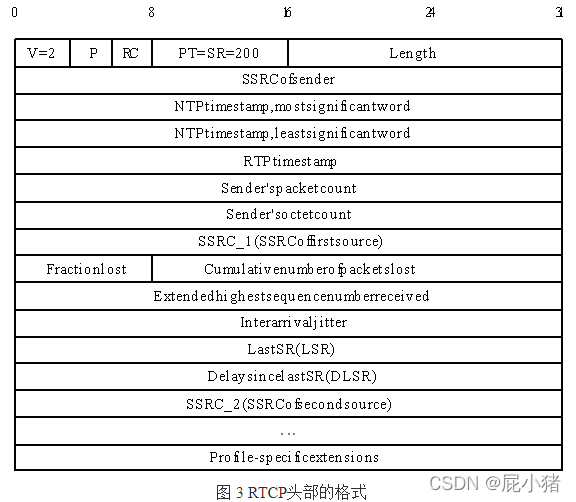 0 8 16 24 31
V=2 P RC PT=SR=200 Length
SSRCofsender
NTPtimestamp,mostsignificantword
NTPtimestamp,leastsignificantword
RTPtimestamp
Sender'spacketcount
Sender'soctetcount
SSRC_1(SSRCoffirstsource)
Fractionlost Cumulativenumberofpacketslost
Extendedhighestsequencenumberreceived
Interarrivaljitter
LastSR(LSR)
DelaysincelastSR(DLSR)
SSRC_2(SSRCofsecondsource)
...
Profile-specificextensions
图 3 RTCP头部的格式
CSDN @屁小猪